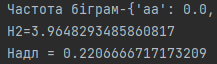 Частота біграм-{'аа': 0.0,
H2=3.9648293485860817
Надл = 0.2206666717173209